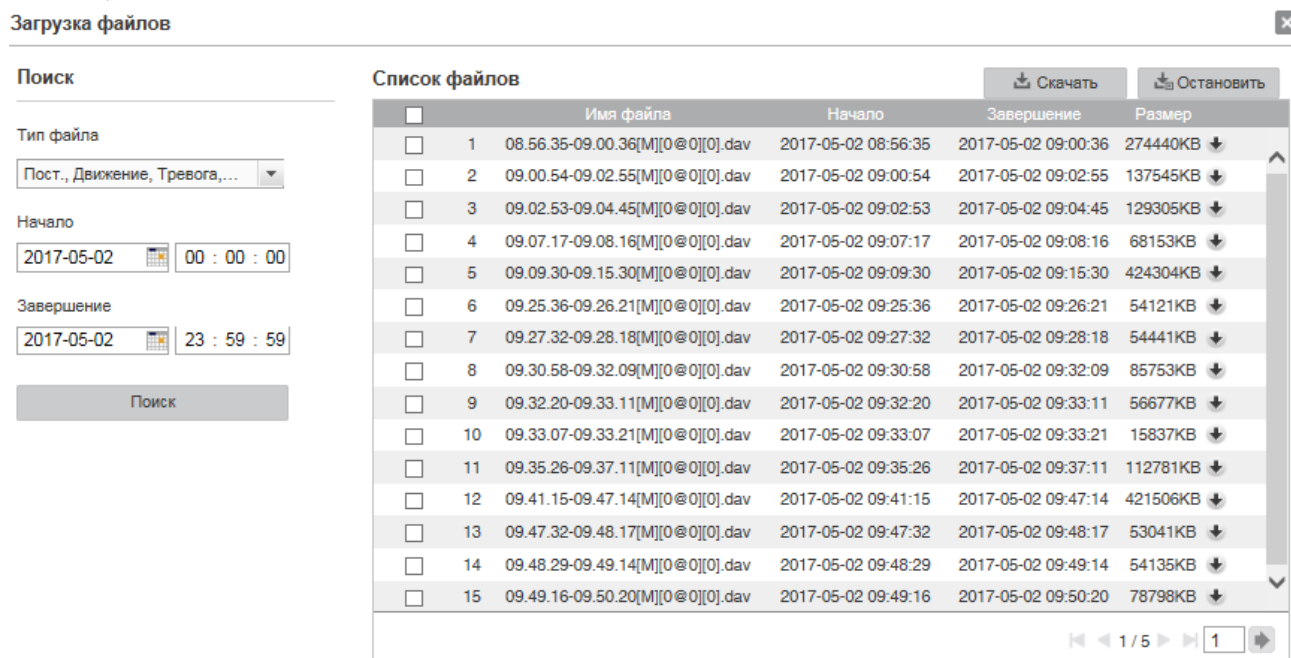 Загрузка файлов
Поиск
Тип файла
Пост., Движение, Тревога,...
Начало
2017-05-02 00 : 00 : 00
Завершение
2017-05-02 23 : 59 : 59
Поиск
Список файлов
Скачать Остановить
Имя файла Начало Завершение Размер
1 08.56.35-09.00.36[M][0@0][0].dav 2017-05-02 08:56:35 2017-05-02 09:00:36 274440KB
2 09.00.54-09.02.55[M][0@0][0].dav 2017-05-02 09:00:54 2017-05-02 09:02:55 137545KB
3 09.02.53-09.04.45[M][0@0][0].dav 2017-05-02 09:02:53 2017-05-02 09:04:45 129305KB
4 09.07.17-09.08.16[M][0@0][0].dav 2017-05-02 09:07:17 2017-05-02 09:08:16 68153KB
5 09.09.30-09.15.30[M][0@0][0].dav 2017-05-02 09:09:30 2017-05-02 09:15:30 424304KB
6 09.25.36-09.26.21[M][0@0][0].dav 2017-05-02 09:25:36 2017-05-02 09:26:21 54121KB
7 09.27.32-09.28.18[M][0@0][0].dav 2017-05-02 09:27:32 2017-05-02 09:28:18 54441KB
8 09.30.58-09.32.09[M][0@0][0].dav 2017-05-02 09:30:58 2017-05-02 09:32:09 85753KB
9 09.32.20-09.33.11[M][0@0][0].dav 2017-05-02 09:32:20 2017-05-02 09:33:11 56677KB
10 09.33.07-09.33.21[M][0@0][0].dav 2017-05-02 09:33:07 2017-05-02 09:33:21 15837KB
11 09.35.26-09.37.11[M][0@0][0].dav 2017-05-02 09:35:26 2017-05-02 09:37:11 112781KB
12 09.41.15-09.47.14[M][0@0][0].dav 2017-05-02 09:41:15 2017-05-02 09:47:14 421506KB
13 09.47.32-09.48.17[M][0@0][0].dav 2017-05-02 09:47:32 2017-05-02 09:48:17 53041KB
14 09.48.29-09.49.14[M][0@0][0].dav 2017-05-02 09:48:29 2017-05-02 09:49:14 54135KB
15 09.49.16-09.50.20[M][0@0][0].dav 2017-05-02 09:49:16 2017-05-02 09:50:20 78798KB
1 / 5 1